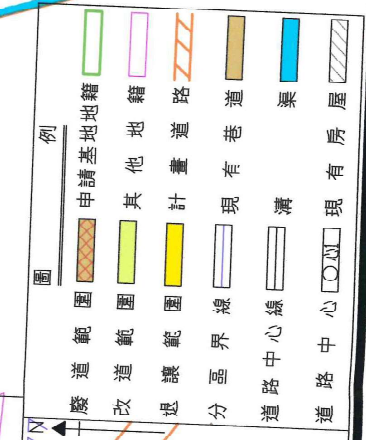 圖例
廢道範圍
申請基地地籍
改道範圍
其他地籍
退讓範圍
計畫道路
分區界線
現有巷道
道路中心線
溝渠
道路中心
現有房屋
N